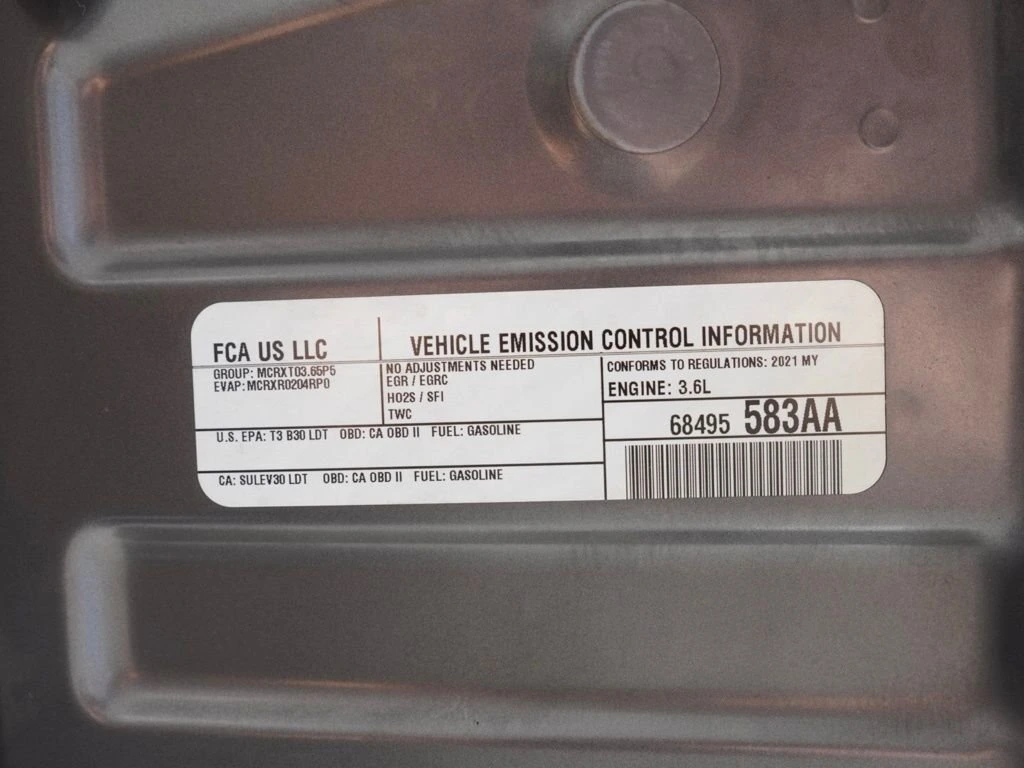 FCA US LLC
VEHICLE EMISSION CONTROL INFORMATION
GROUP: MCRXT03.65P5
EVAP: MCRXR0204RP0
NO ADJUSTMENTS NEEDED
EGR / EGRC
HO2S / SFI
TWC
CONFORMS TO REGULATIONS: 2021 MY
ENGINE: 3.6L
68495 583AA
U.S. EPA: T3 B30 LDT OBD: CA OBD II FUEL: GASOLINE
CA: SULEV30 LDT OBD: CA OBD II FUEL: GASOLINE